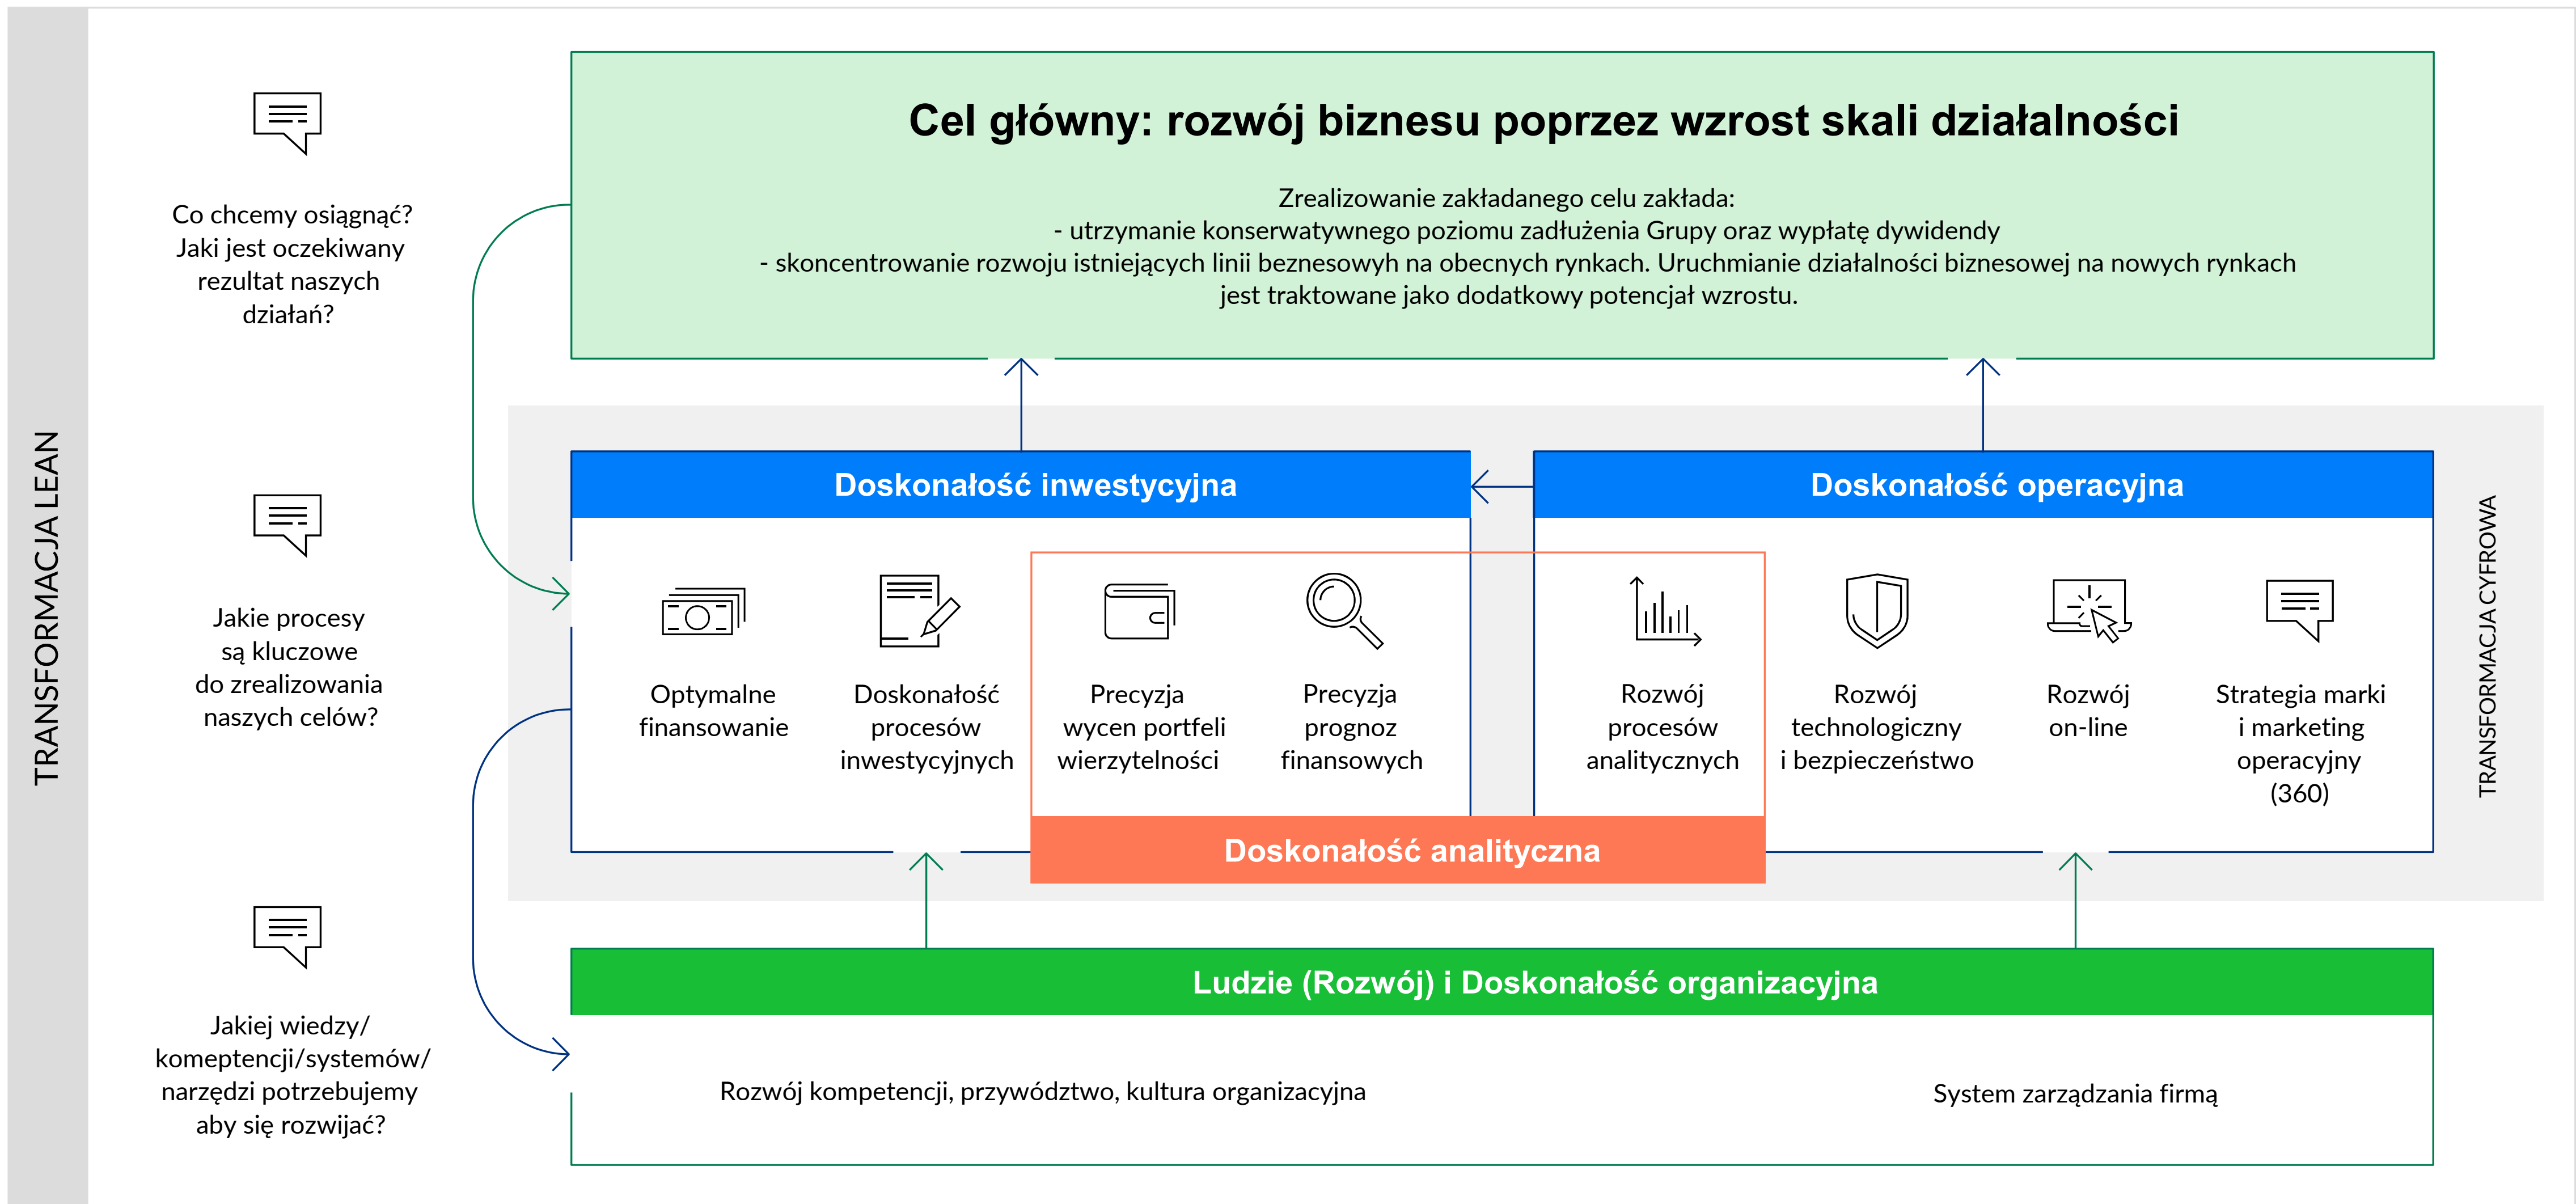 TRANSFORMACJA LEAN
Co chcemy osiągnąć?
Jaki jest oczekiwany
rezultat naszych
działań?
Cel główny: rozwój biznesu poprzez wzrost skali działalności
Zrealizowanie zakładanego celu zakłada:
- utrzymanie konserwatywnego poziomu zadłużenia Grupy oraz wypłatę dywidendy
- skoncentrowanie rozwoju istniejących linii beznesowyh na obecnych rynkach. Uruchmianie działalności biznesowej na nowych rynkach
jest traktowane jako dodatkowy potencjał wzrostu.
Jakie procesy
są kluczowe
do zrealizowania
naszych celów?
Doskonałość inwestycyjna
Optymalne
finansowanie
Doskonałość
procesów
inwestycyjnych
Precyzja
wycen portfeli
wierzytelności
Precyzja
prognoz
finansowych
Doskonałość operacyjna
Rozwój
procesów
analitycznych
Rozwój
technologiczny
i bezpieczeństwo
Rozwój
on-line
Strategia marki
i marketing
operacyjny
(360)
Doskonałość analityczna
TRANSFORMACJA CYFROWA
Jakiej wiedzy/
komeptencji/systemów/
narzędzi potrzebujemy
aby się rozwijać?
Ludzie (Rozwój) i Doskonałość organizacyjna
Rozwój kompetencji, przywództwo, kultura organizacyjna
System zarządzania firmą